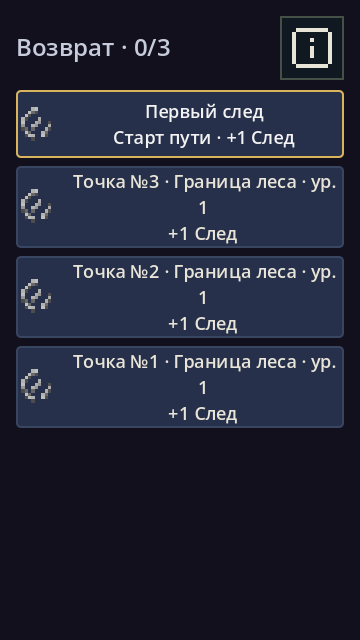 Возврат · 0/3
i
Первый след
Старт пути · +1 След
Точка №3 · Граница леса · ур.
1
+1 След
Точка №2 · Граница леса · ур.
1
+1 След
Точка №1 · Граница леса · ур.
1
+1 След